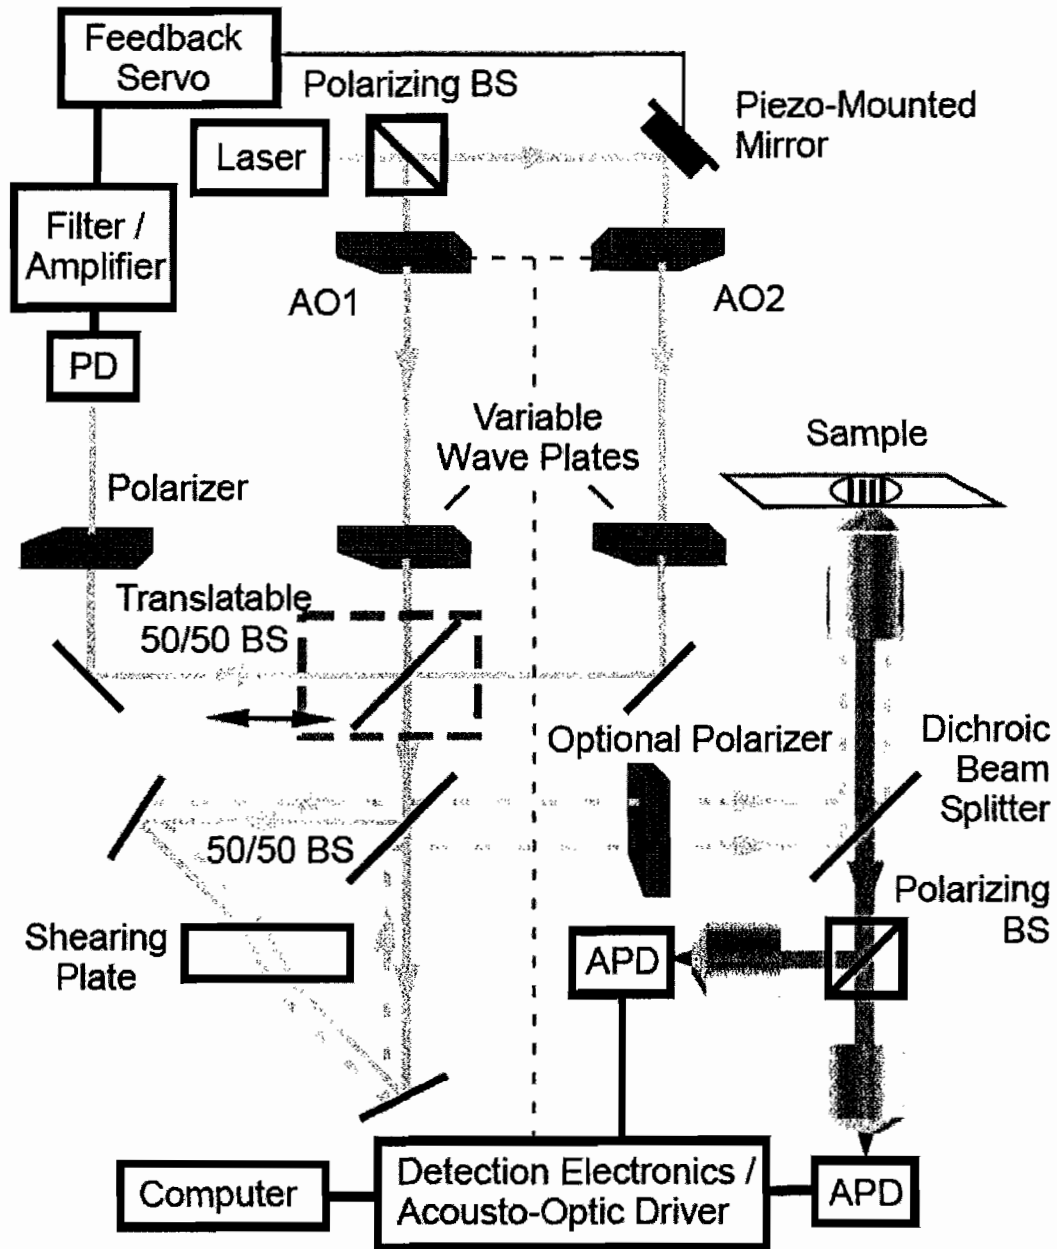 Feedback
Servo
Polarizing BS
Piezo-Mounted
Mirror
Laser
Filter /
Amplifier
AO1
AO2
PD
Variable
Wave Plates
Sample
Polarizer
Translatable
50/50 BS
Optional Polarizer
Dichroic
Beam
Splitter
50/50 BS
Polarizing
BS
Shearing
Plate
APD
Computer
Detection Electronics /
Acousto-Optic Driver
APD